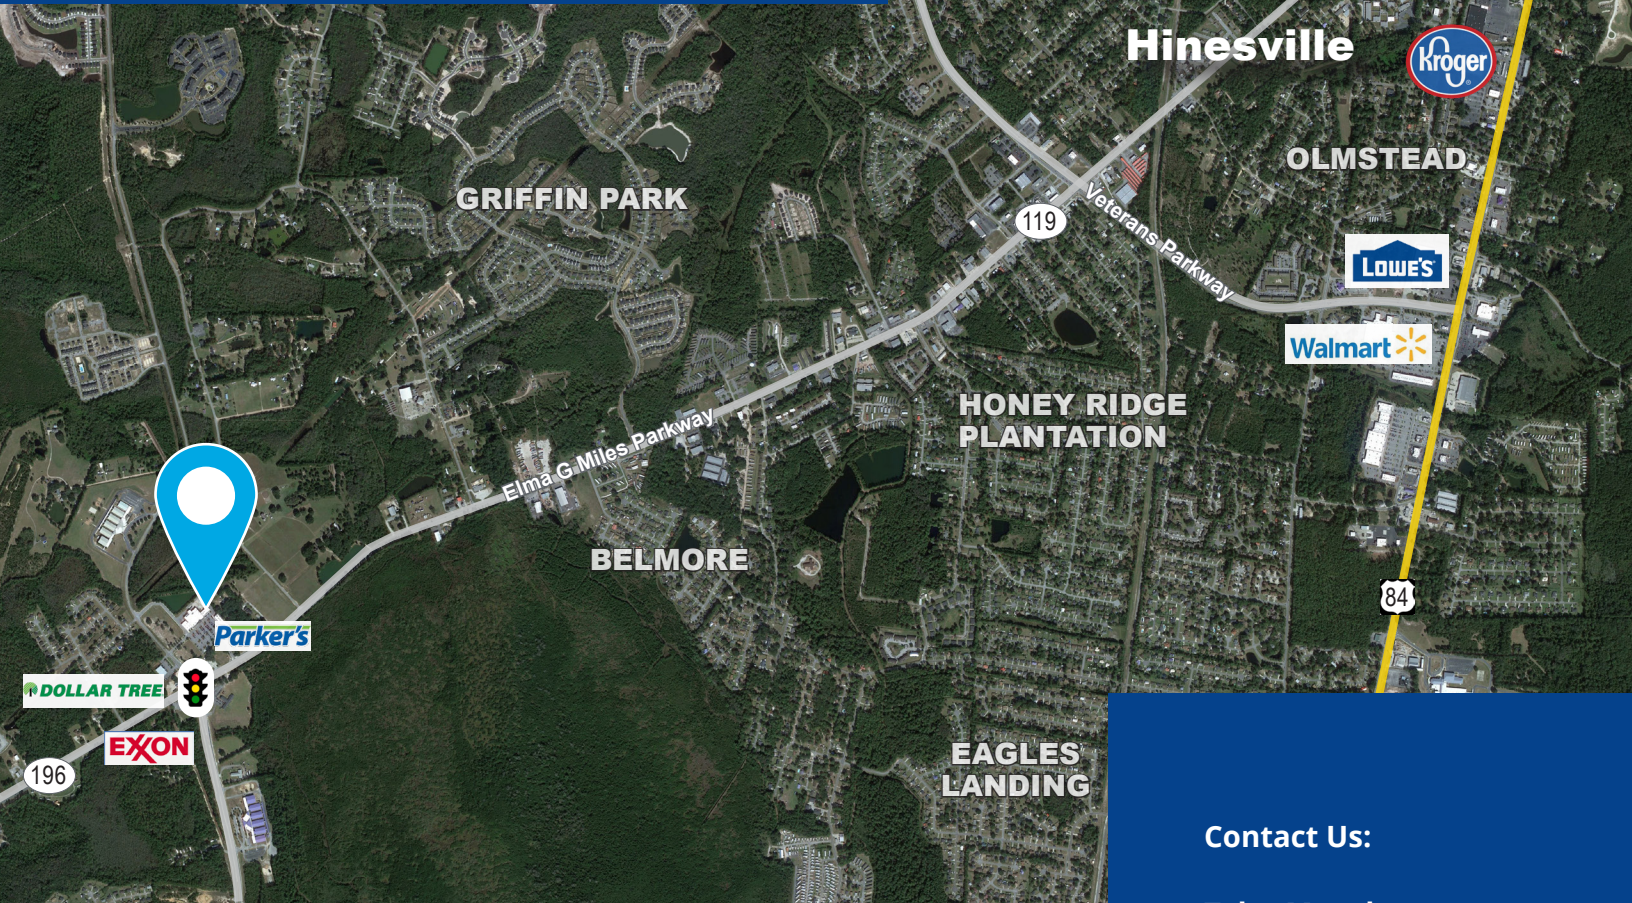 Hinesville
Kroger
OLMSTEAD
GRIFFIN PARK
119
Veterans Parkway
LOWE'S
Walmart
HONEY RIDGE
PLANTATION
Elma G Miles Parkway
BELMORE
84
Parker's
DOLLAR TREE
EXXON
196
EAGLES
LANDING
Contact Us: